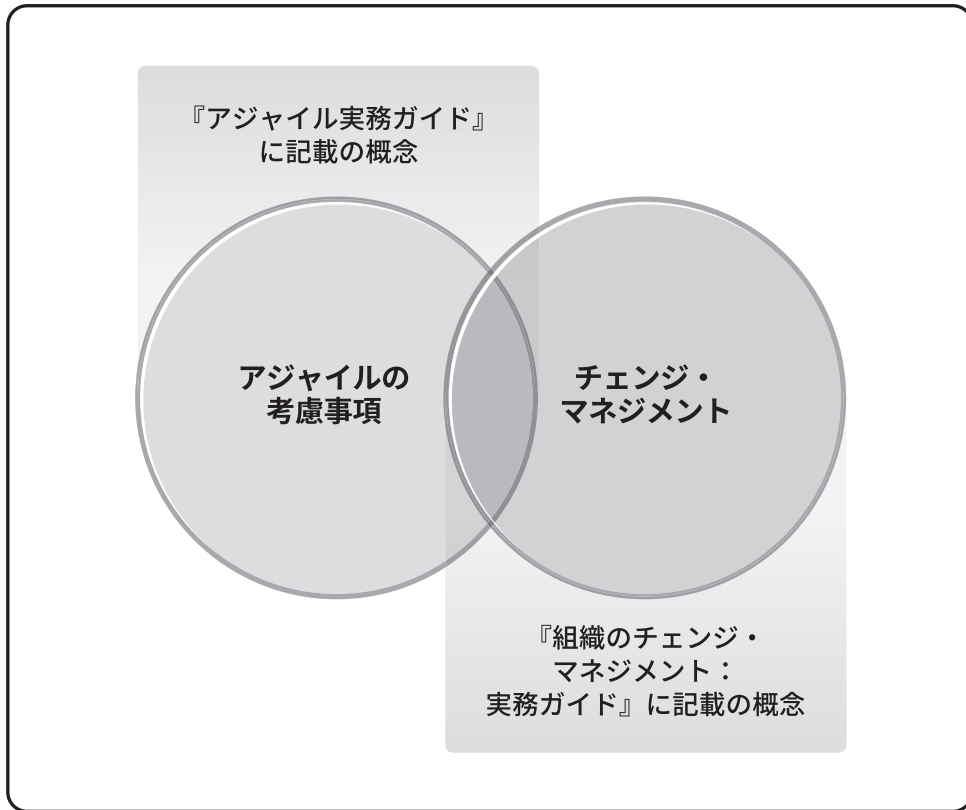 『アジャイル実務ガイド』
に記載の概念
アジャイルの
考慮事項
チェンジ・
マネジメント
『組織のチェンジ・
マネジメント：
実務ガイド』に記載の概念